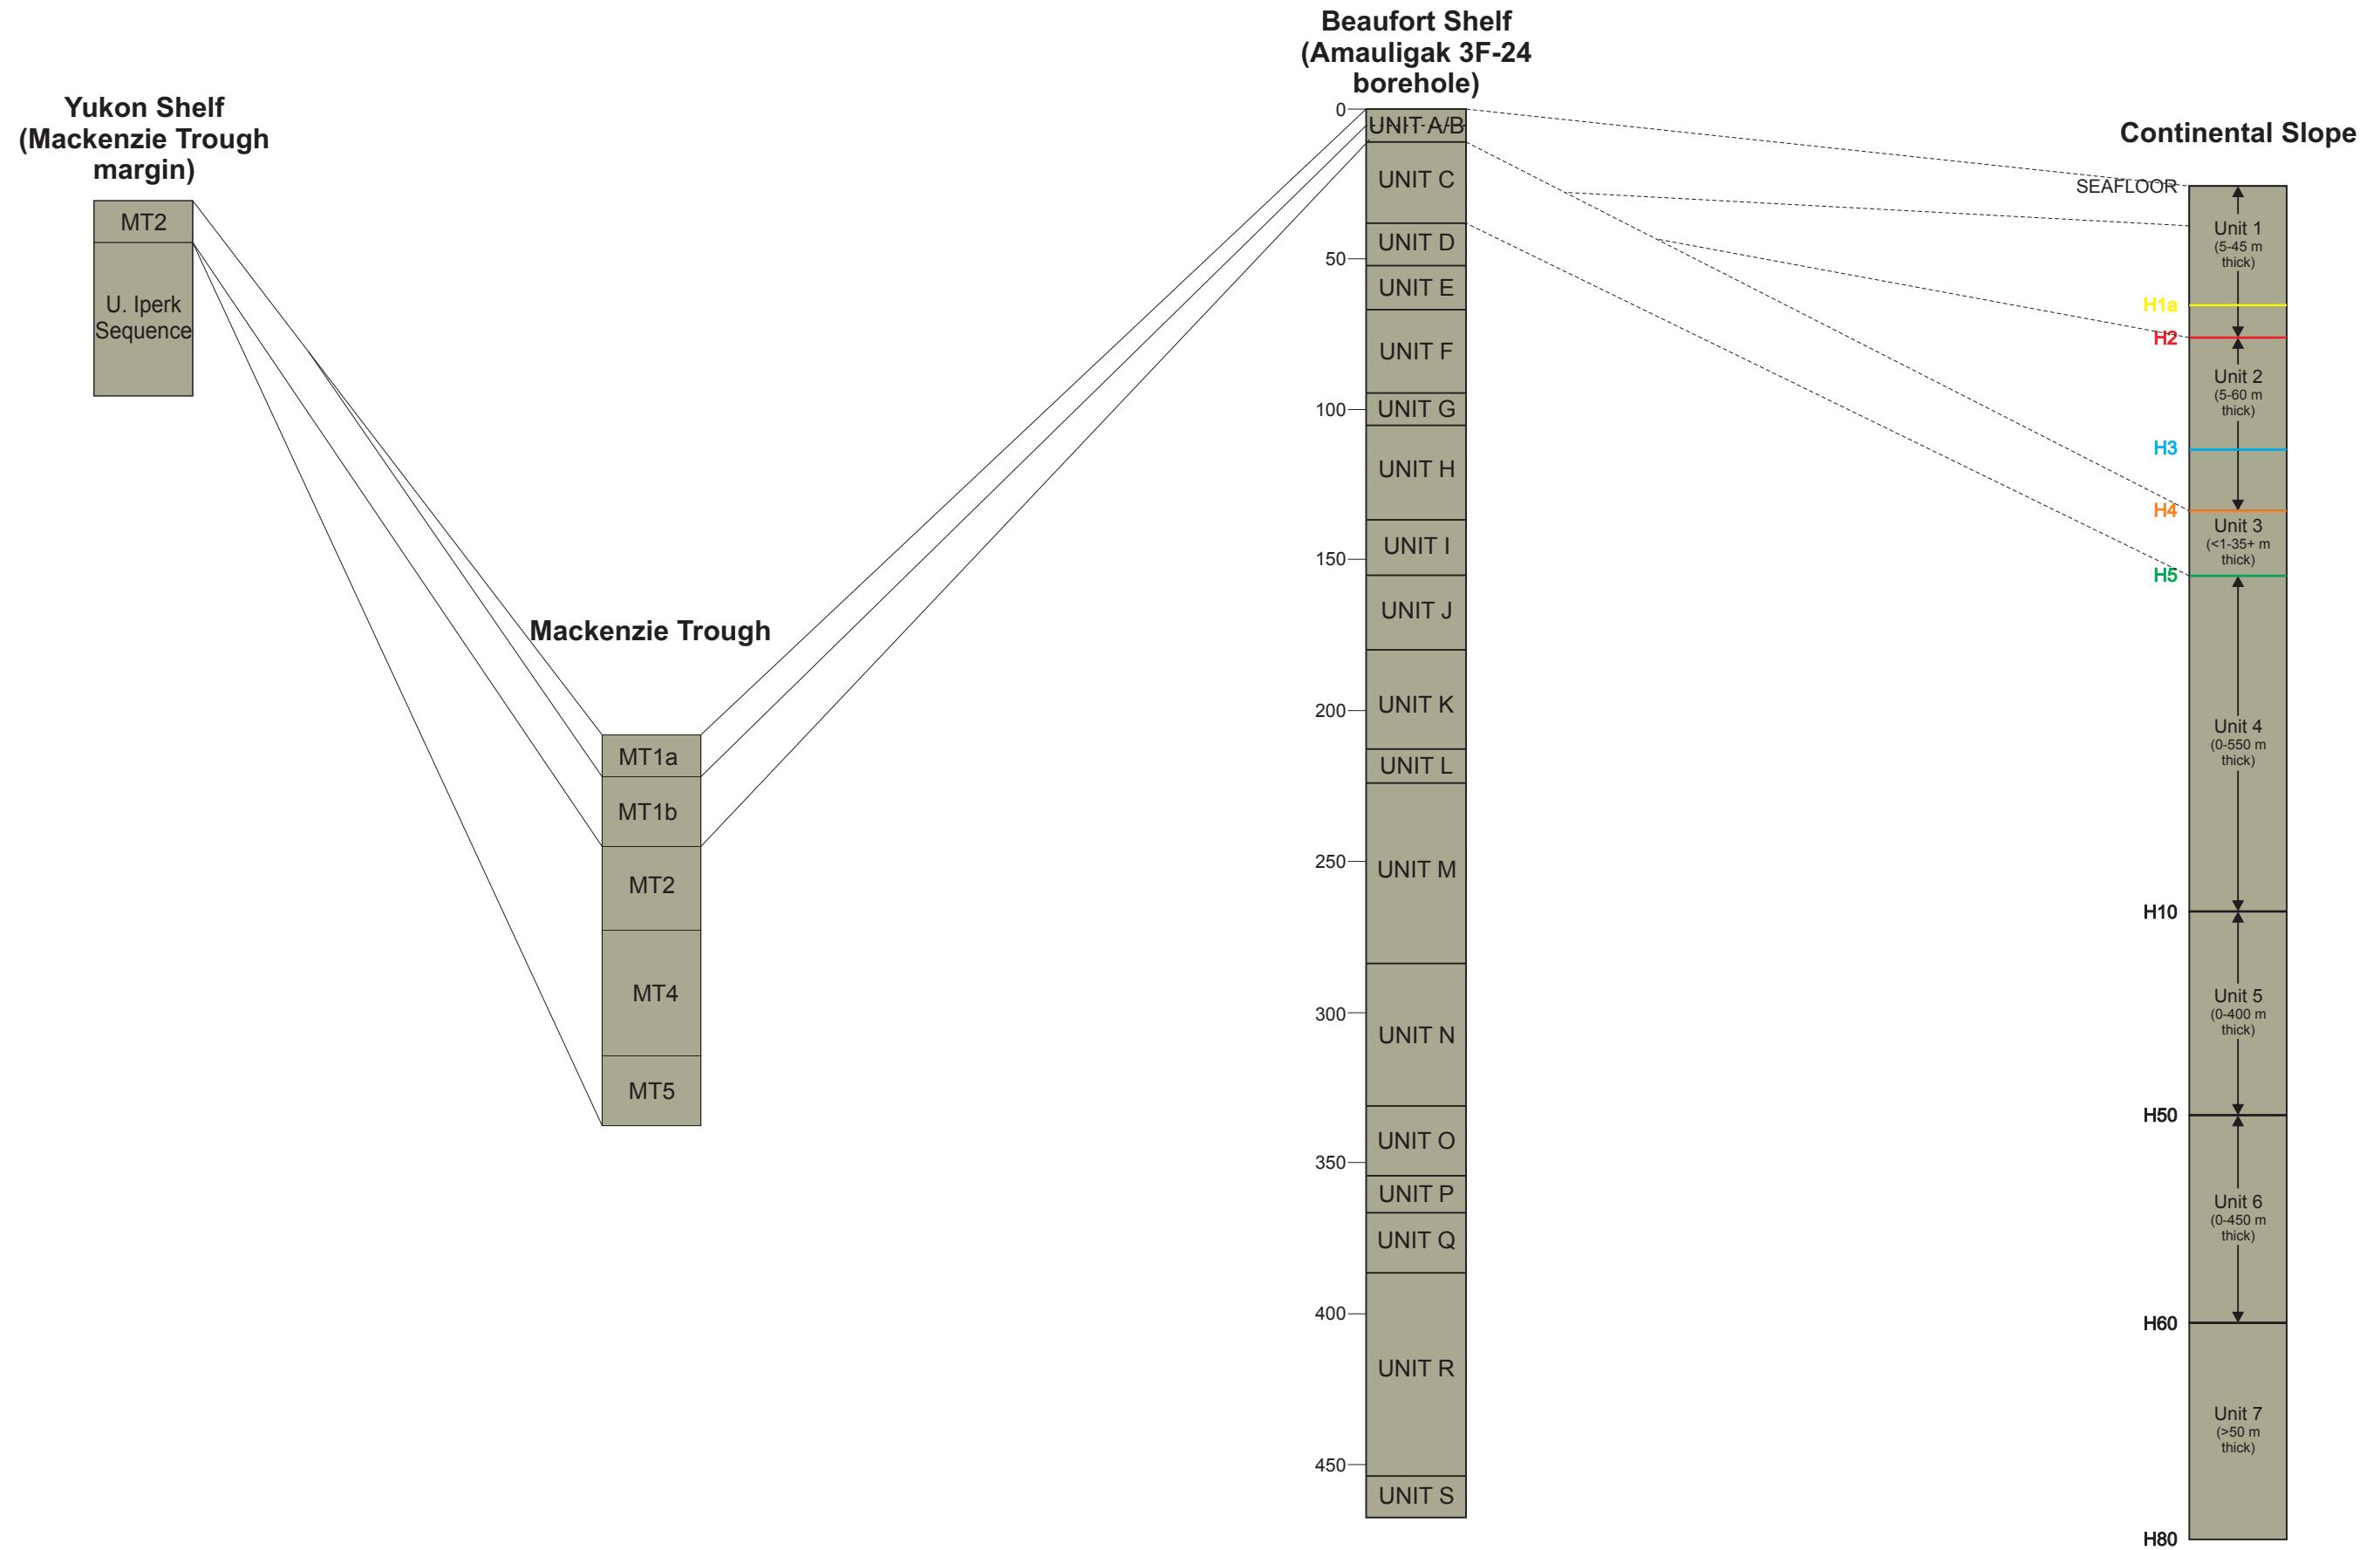 Yukon Shelf
(Mackenzie Trough
margin)
MT2
U. Iperk
Sequence
Mackenzie Trough
MT1a
MT1b
MT2
MT4
MT5
Beaufort Shelf
(Amauligak 3F-24
borehole)
0
50
100
150
200
250
300
350
400
450
UNIT A/B
UNIT C
UNIT D
UNIT E
UNIT F
UNIT G
UNIT H
UNIT I
UNIT J
UNIT K
UNIT L
UNIT M
UNIT N
UNIT O
UNIT P
UNIT Q
UNIT R
UNIT S
Continental Slope
SEAFLOOR
Unit 1
(5-45 m
thick)
H1a
H2
Unit 2
(5-60 m
thick)
H3
H4
Unit 3
(<1-35+ m
thick)
H5
Unit 4
(0-550 m
thick)
H10
Unit 5
(0-400 m
thick)
H50
Unit 6
(0-450 m
thick)
H60
Unit 7
(>50 m
thick)
H80